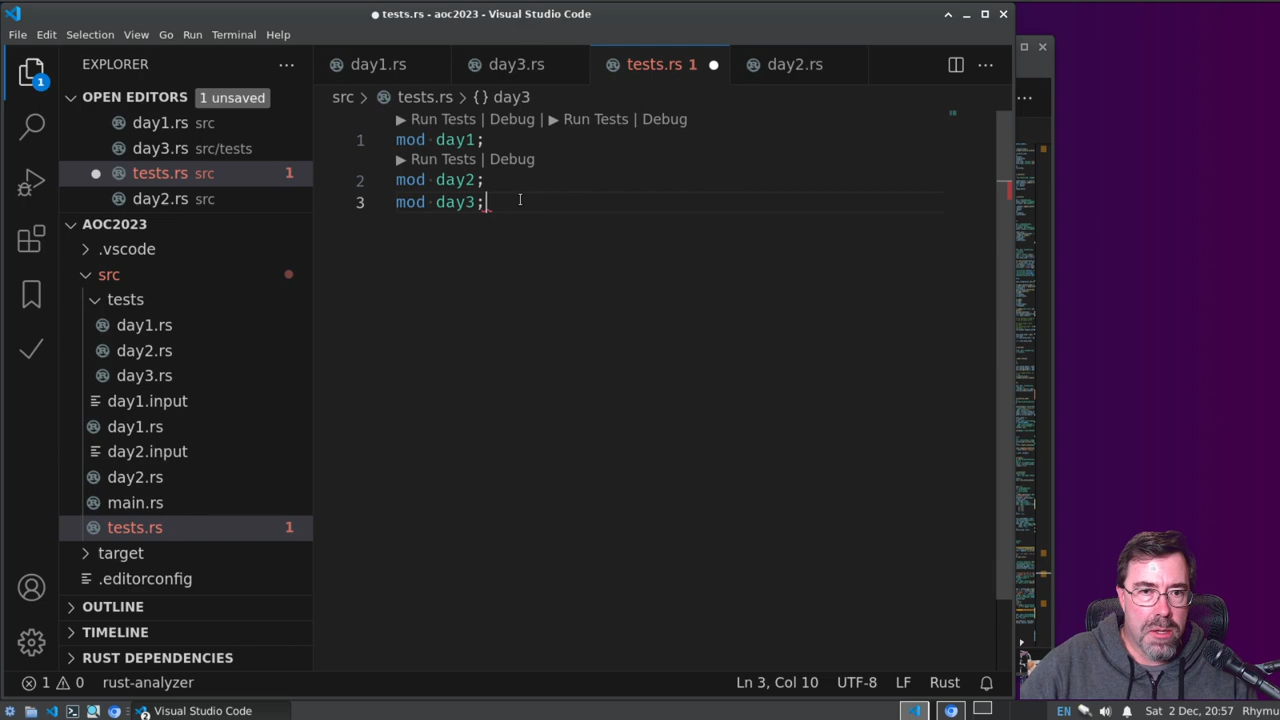 tests.rs - aoc2023 - Visual Studio Code
File Edit Selection View Go Run Terminal Help
EXPLORER
day1.rs day3.rs tests.rs 1 day2.rs
OPEN EDITORS 1 unsaved
day1.rs src
day3.rs src/tests
tests.rs src 1
day2.rs src
AOC2023
.vscode
src
tests
day1.rs
day2.rs
day3.rs
day1.input
day1.rs
day2.input
day2.rs
main.rs
tests.rs 1
target
.editorconfig
OUTLINE
TIMELINE
RUST DEPENDENCIES
1
src > tests.rs > {} day3
▶ Run Tests | Debug | ▶ Run Tests | Debug
1 mod day1;
▶ Run Tests | Debug
2 mod day2;
3 mod day3;
1 0 rust-analyzer Ln 3, Col 10 UTF-8 LF Rust
2 Visual Studio Code EN Sat 2 Dec, 20:57 Rhymu